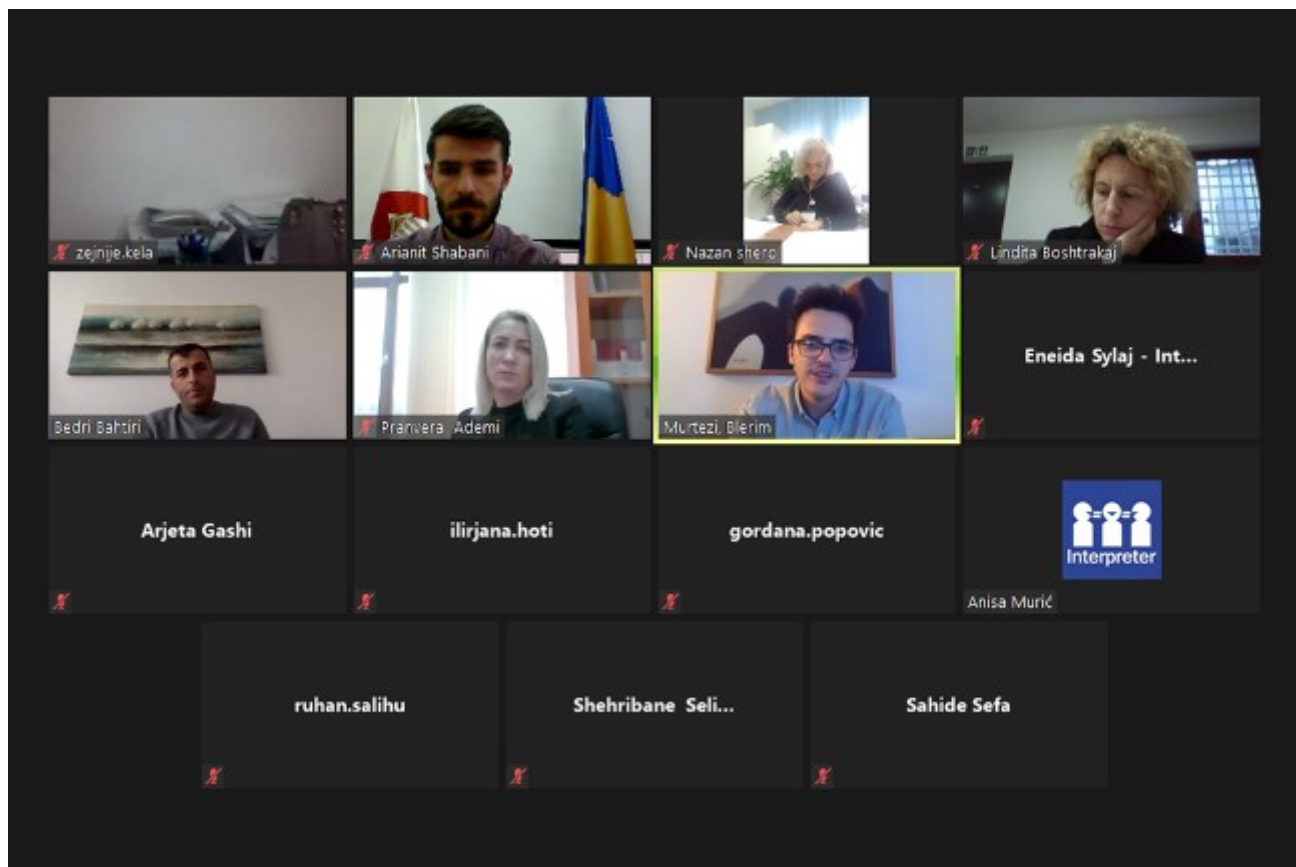 zejnije.kela
Arianit Shabani
Nazan shero
Lindita Boshtrakaj
Bedri Bahtiri
Pranvera Ademi
Murtezi, Blerim
Eneida Sylaj - Int...
Arjeta Gashi
ilirjana.hoti
gordana.popovic
Interpreter
Anisa Murić
ruhan.salihu
Shehribane Seli...
Sahide Sefa